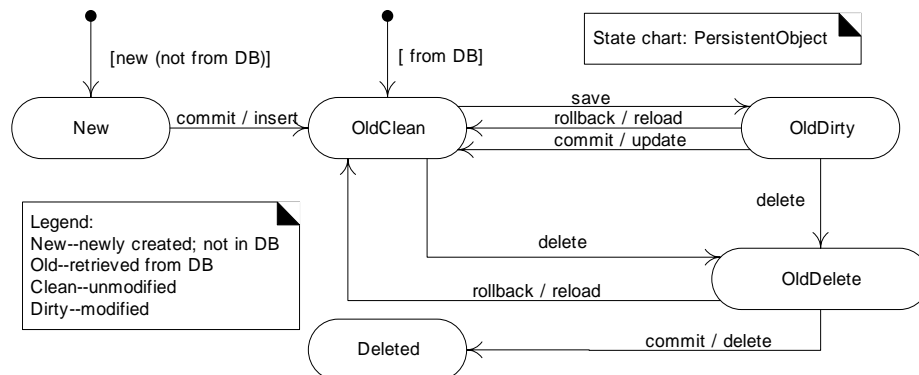 State chart: PersistentObject
[new (not from DB)]
[ from DB]
New
commit / insert
OldClean
save
rollback / reload
commit / update
OldDirty
delete
Legend:
New--newly created; not in DB
Old--retrieved from DB
Clean--unmodified
Dirty--modified
delete
OldDelete
rollback / reload
Deleted
commit / delete